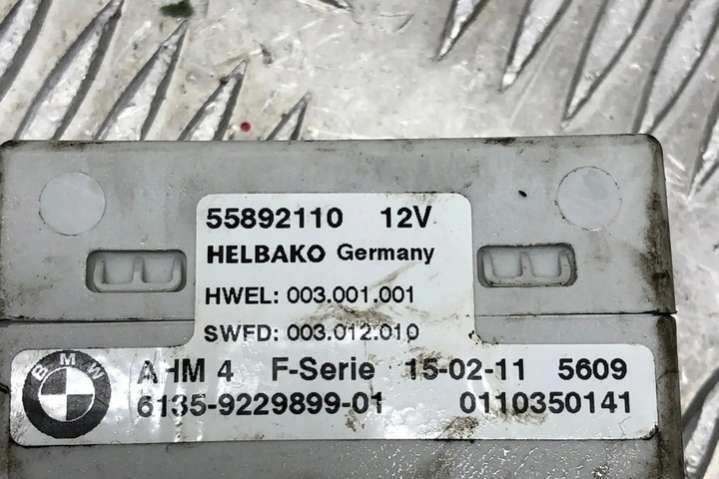 55892110 12V
HELBAKO Germany
HWEL: 003.001.001
SWFD: 003.012.010
BMW
AHM 4 F-Serie 15-02-11 5609
6135-9229899-01 0110350141